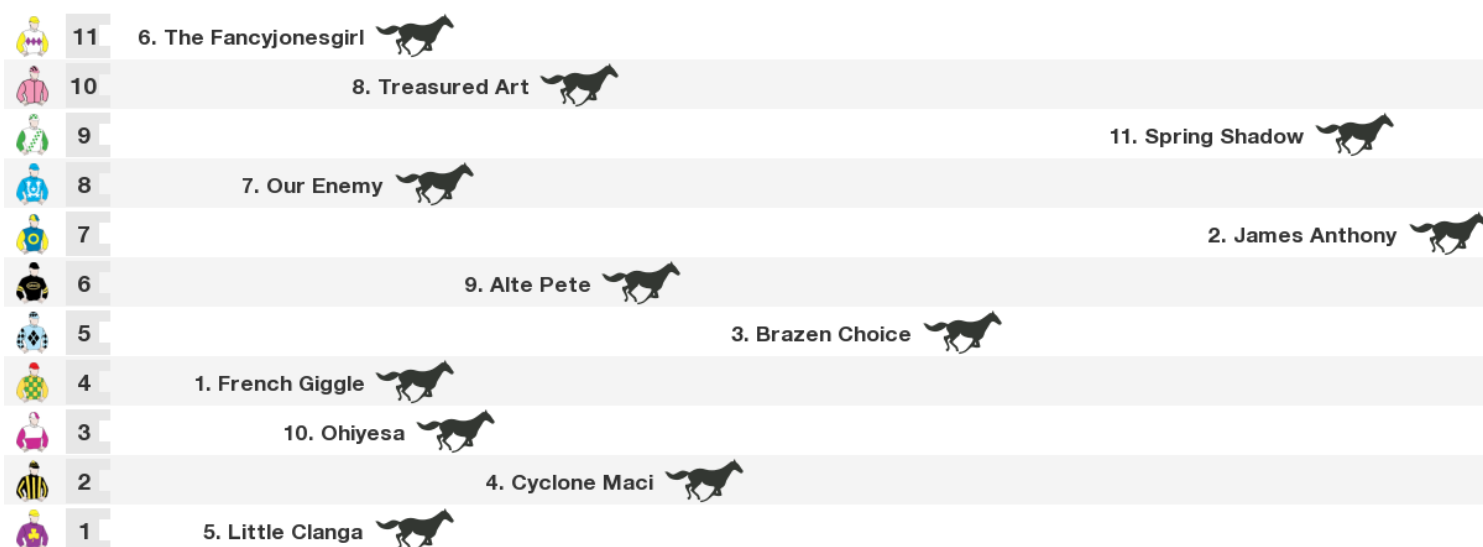 11 6. The Fancyjonesgirl
10 8. Treasured Art
9 11. Spring Shadow
8 7. Our Enemy
7 2. James Anthony
6 9. Alte Pete
5 3. Brazen Choice
4 1. French Giggle
3 10. Ohiyesa
2 4. Cyclone Maci
1 5. Little Clanga